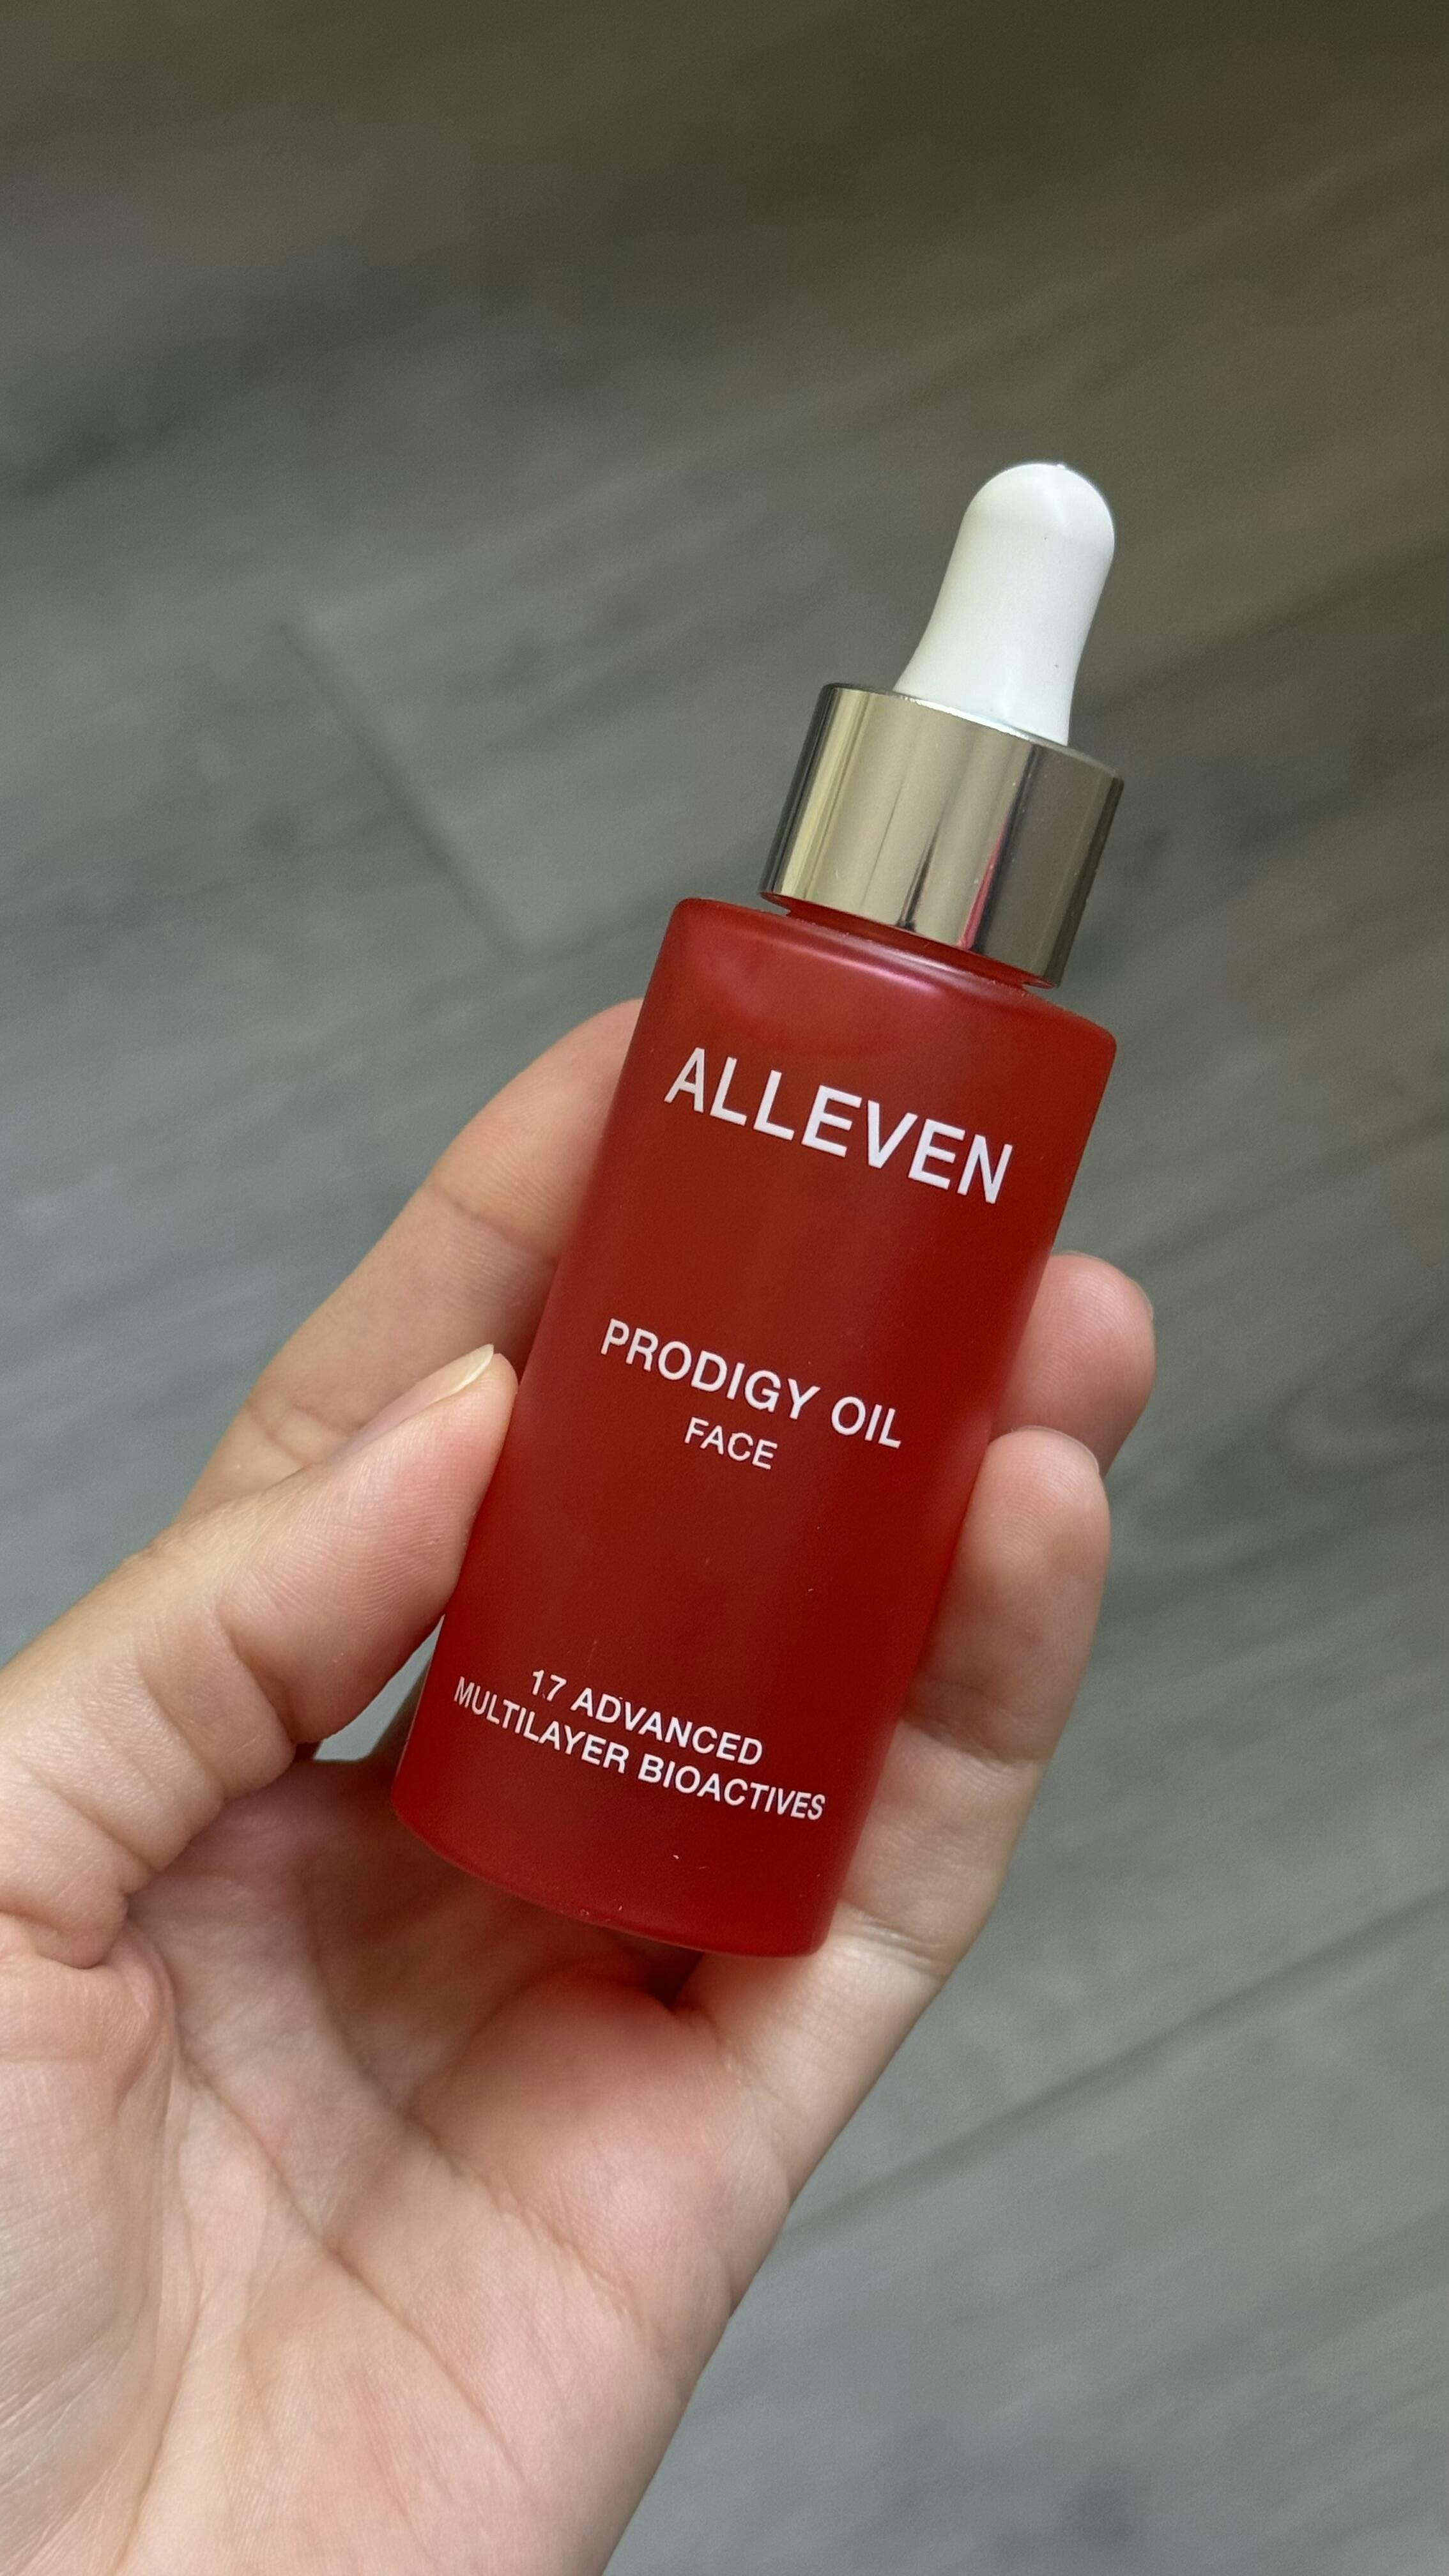 ALLEVEN
PRODIGY OIL
FACE
17 ADVANCED
MULTILAYER BIOACTIVES